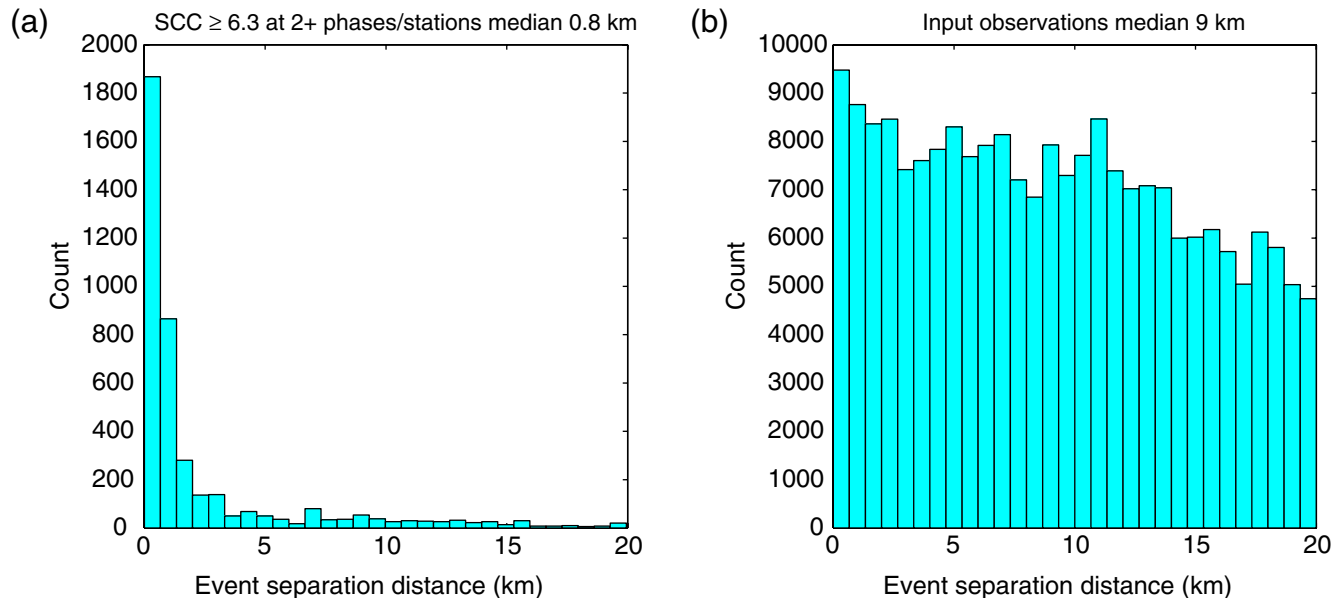 (a)
SCC ≥ 6.3 at 2+ phases/stations median 0.8 km
2000
1800
1600
1400
1200
1000
800
600
400
200
0
Count
0 5 10 15 20
Event separation distance (km)
(b)
Input observations median 9 km
10000
9000
8000
7000
6000
5000
4000
3000
2000
1000
0
Count
0 5 10 15 20
Event separation distance (km)